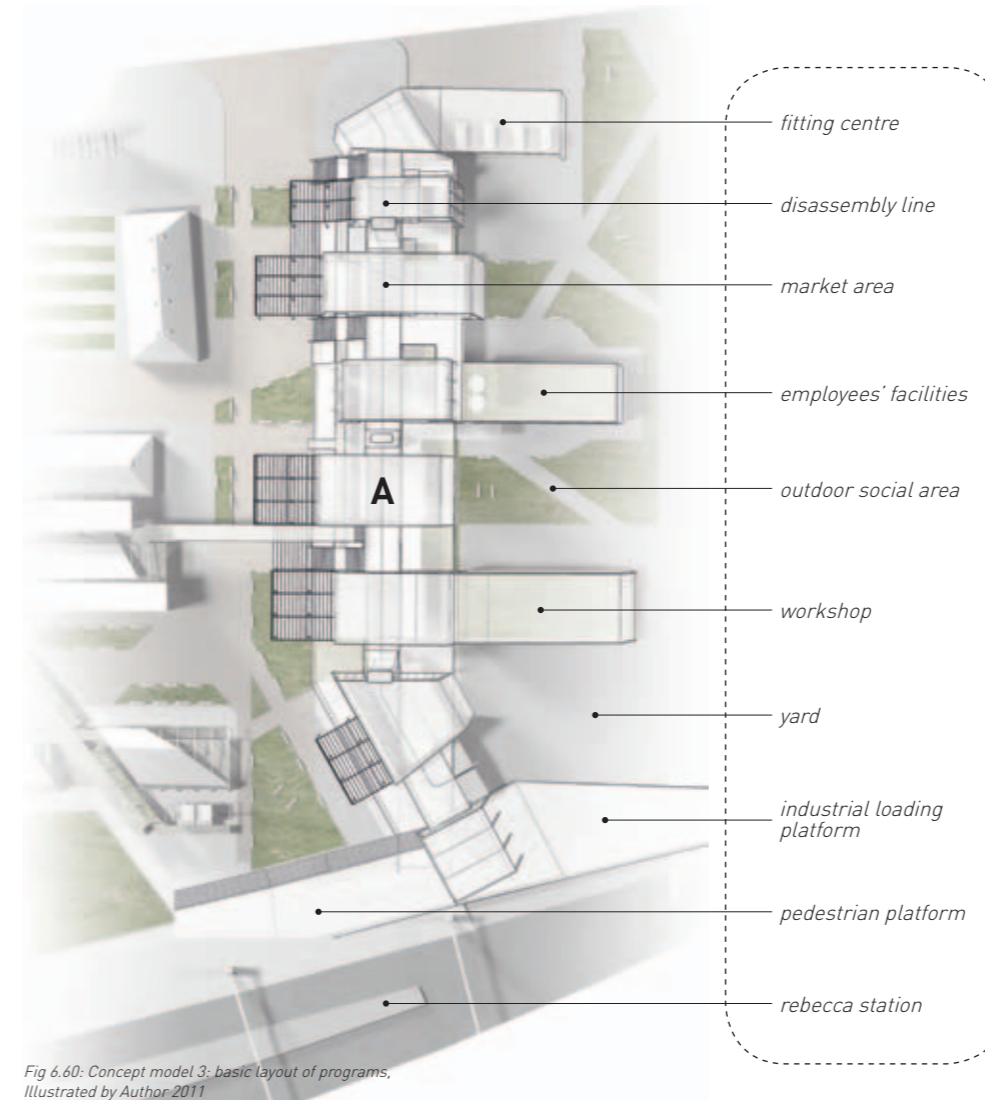 fitting centre
disassembly line
market area
employees' facilities
A
outdoor social area
workshop
yard
industrial loading
platform
pedestrian platform
rebecca station
Fig 6.60: Concept model 3: basic layout of programs,
Illustrated by Author 2011